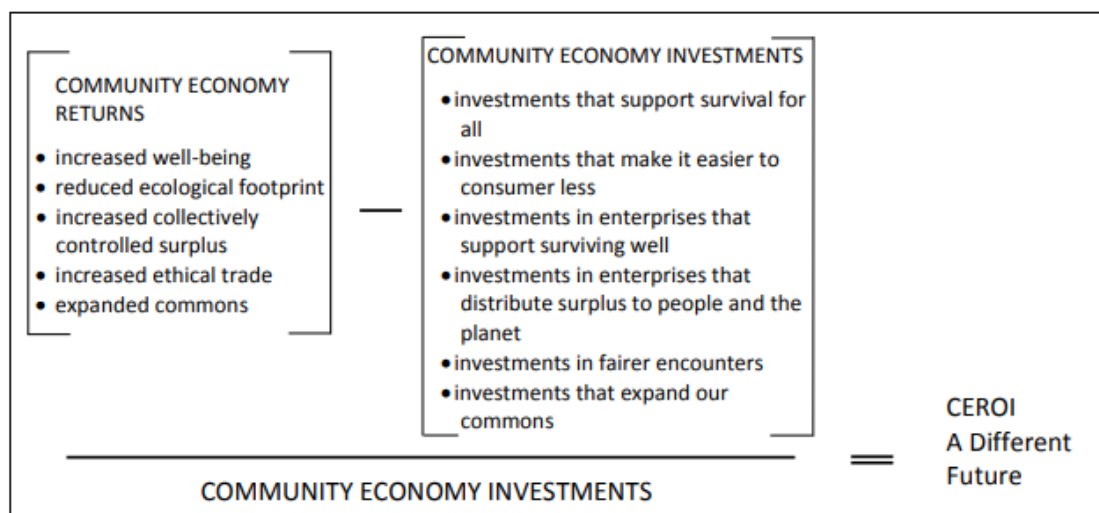 COMMUNITY ECONOMY
RETURNS
• increased well-being
• reduced ecological footprint
• increased collectively
controlled surplus
• increased ethical trade
• expanded commons
—
COMMUNITY ECONOMY INVESTMENTS
• investments that support survival for
all
• investments that make it easier to
consumer less
• investments in enterprises that
support surviving well
• investments in enterprises that
distribute surplus to people and the
planet
• investments in fairer encounters
• investments that expand our
commons
COMMUNITY ECONOMY INVESTMENTS
=
CEROI
A Different
Future